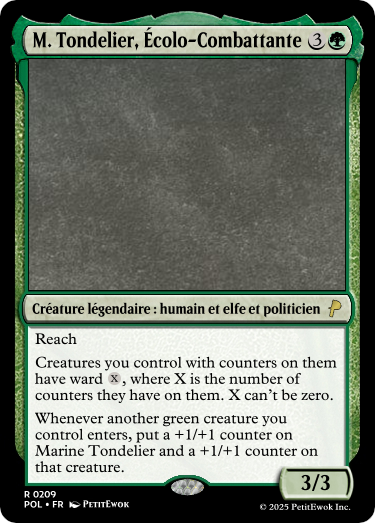 M. Tondelier, Écolo-Combattante 3
Créature légendaire : humain et elfe et politicien
Reach
Creatures you control with counters on them
have ward X, where X is the number of
counters they have on them. X can't be zero.
Whenever another green creature you
control enters, put a +1/+1 counter on
Marine Tondelier and a +1/+1 counter on
that creature.
3/3
R 0209
POL • FR PetitEwok
© 2025 PetitEwok Inc.